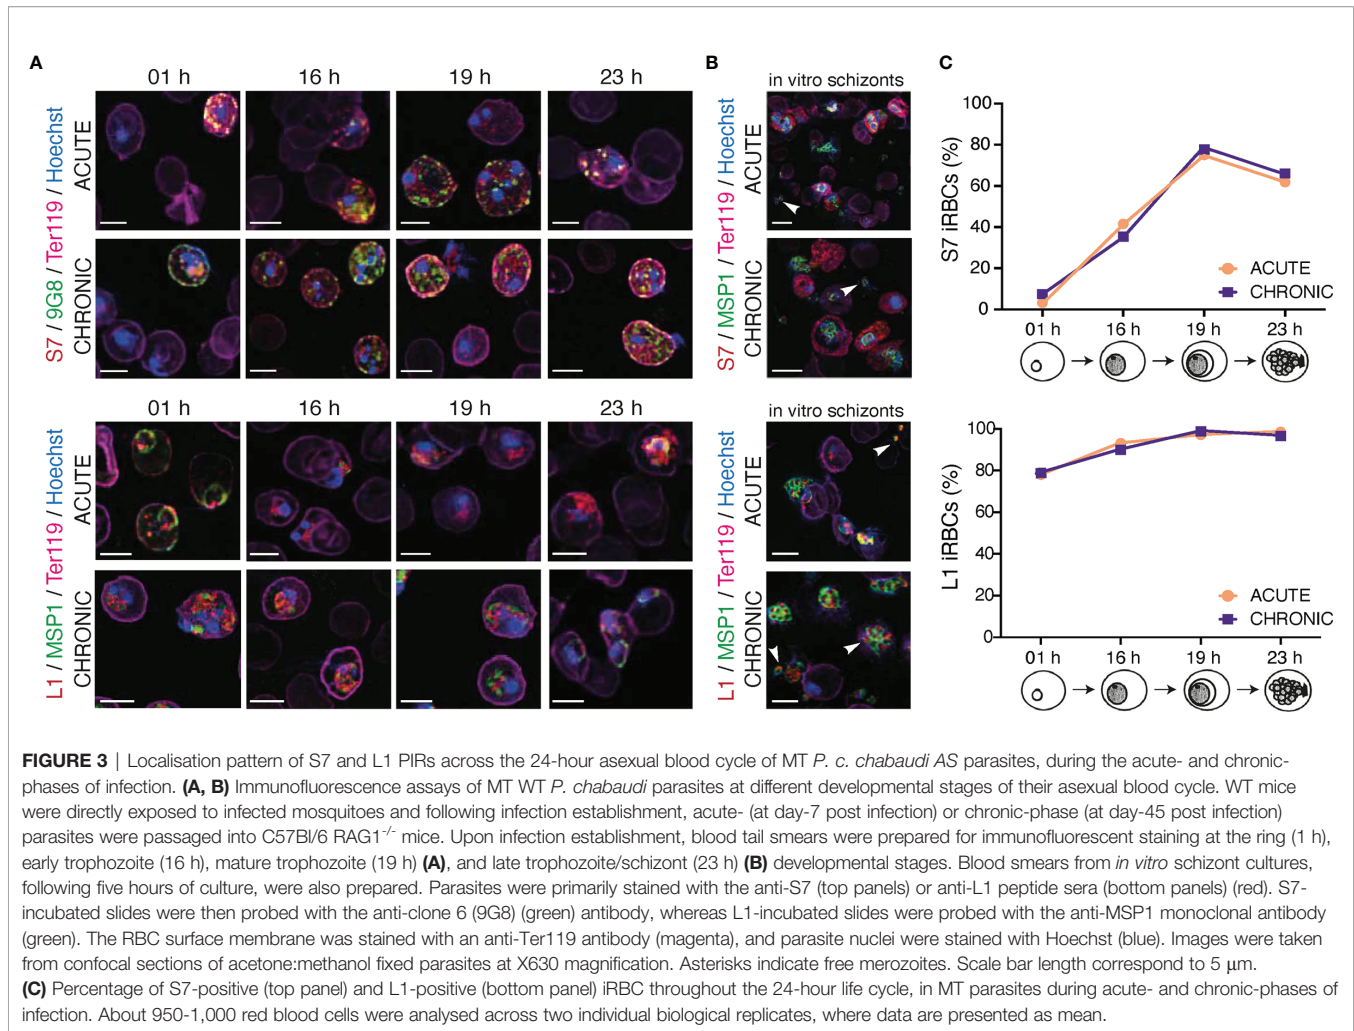 A
01 h
16 h
19 h
23 h
S7 / 9G8 / Ter119 / Hoechst
ACUTE
CHRONIC
01 h
16 h
19 h
23 h
L1 / MSP1 / Ter119 / Hoechst
ACUTE
CHRONIC
B
in vitro schizonts
S7 / MSP1 / Ter119 / Hoechst
ACUTE
CHRONIC
in vitro schizonts
L1 / MSP1 / Ter119 / Hoechst
ACUTE
CHRONIC
C
S7 iRBCs (%)
100
80
60
40
20
0
ACUTE
CHRONIC
01 h
16 h
19 h
23 h
L1 iRBCs (%)
100
80
60
40
20
0
ACUTE
CHRONIC
01 h
16 h
19 h
23 h
FIGURE 3 | Localisation pattern of S7 and L1 PIRs across the 24-hour asexual blood cycle of MT P. c. chabaudi AS parasites, during the acute- and chronic-
phases of infection. (A, B) Immunofluorescence assays of MT WT P. chabaudi parasites at different developmental stages of their asexual blood cycle. WT mice
were directly exposed to infected mosquitoes and following infection establishment, acute- (at day-7 post infection) or chronic-phase (at day-45 post infection)
parasites were passaged into C57Bl/6 RAG1-/- mice. Upon infection establishment, blood tail smears were prepared for immunofluorescent staining at the ring (1 h),
early trophozoite (16 h), mature trophozoite (19 h) (A), and late trophozoite/schizont (23 h) (B) developmental stages. Blood smears from in vitro schizont cultures,
following five hours of culture, were also prepared. Parasites were primarily stained with the anti-S7 (top panels) or anti-L1 peptide sera (bottom panels) (red). S7-
incubated slides were then probed with the anti-clone 6 (9G8) (green) antibody, whereas L1-incubated slides were probed with the anti-MSP1 monoclonal antibody
(green). The RBC surface membrane was stained with an anti-Ter119 antibody (magenta), and parasite nuclei were stained with Hoechst (blue). Images were taken
from confocal sections of acetone:methanol fixed parasites at X630 magnification. Asterisks indicate free merozoites. Scale bar length correspond to 5 µm.
(C) Percentage of S7-positive (top panel) and L1-positive (bottom panel) iRBC throughout the 24-hour life cycle, in MT parasites during acute- and chronic-phases of
infection. About 950-1,000 red blood cells were analysed across two individual biological replicates, where data are presented as mean.